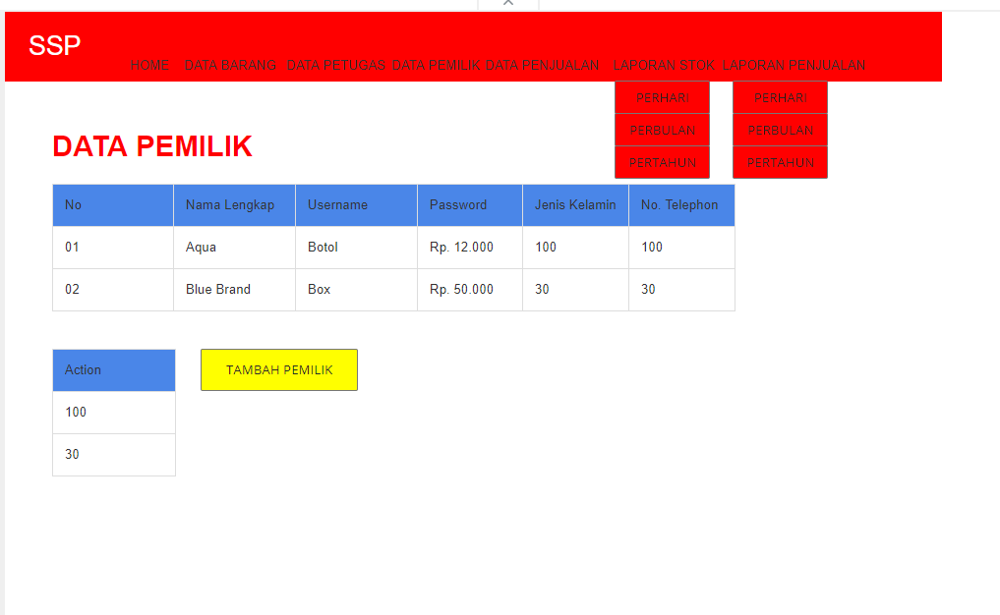 SSP
HOME DATA BARANG DATA PETUGAS DATA PEMILIK DATA PENJUALAN LAPORAN STOK LAPORAN PENJUALAN
PERHARI PERHARI
PERBULAN PERBULAN
PERTAHUN PERTAHUN
DATA PEMILIK
No Nama Lengkap Username Password Jenis Kelamin No. Telephon
01 Aqua Botol Rp. 12.000 100 100
02 Blue Brand Box Rp. 50.000 30 30
Action TAMBAH PEMILIK
100
30